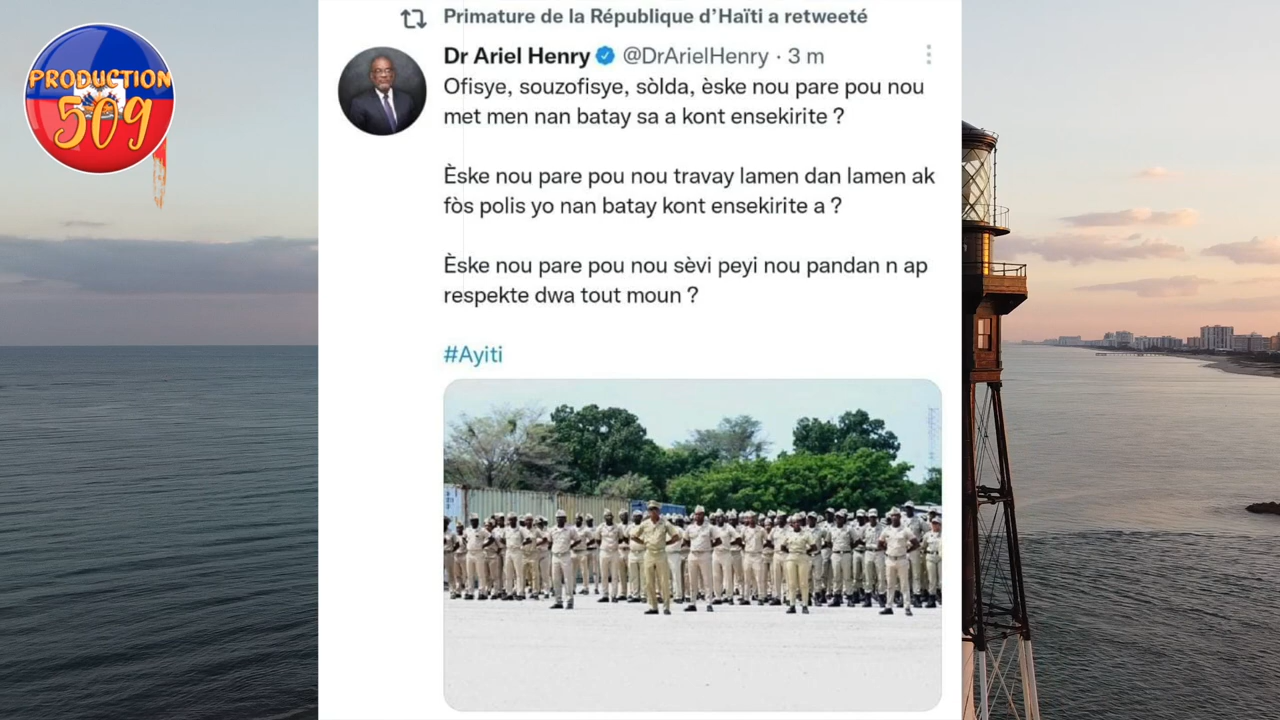 PRODUCTION
509
Primature de la République d'Haïti a retweeté
Dr Ariel Henry @DrArielHenry · 3 m
Ofisye, souzofisye, sòlda, èske nou pare pou nou
met men nan batay sa a kont ensekirite ?
Èske nou pare pou nou travay lamen dan lamen ak
fòs polis yo nan batay kont ensekirite a ?
Èske nou pare pou nou sèvi peyi nou pandan n ap
respekte dwa tout moun ?
#Ayiti